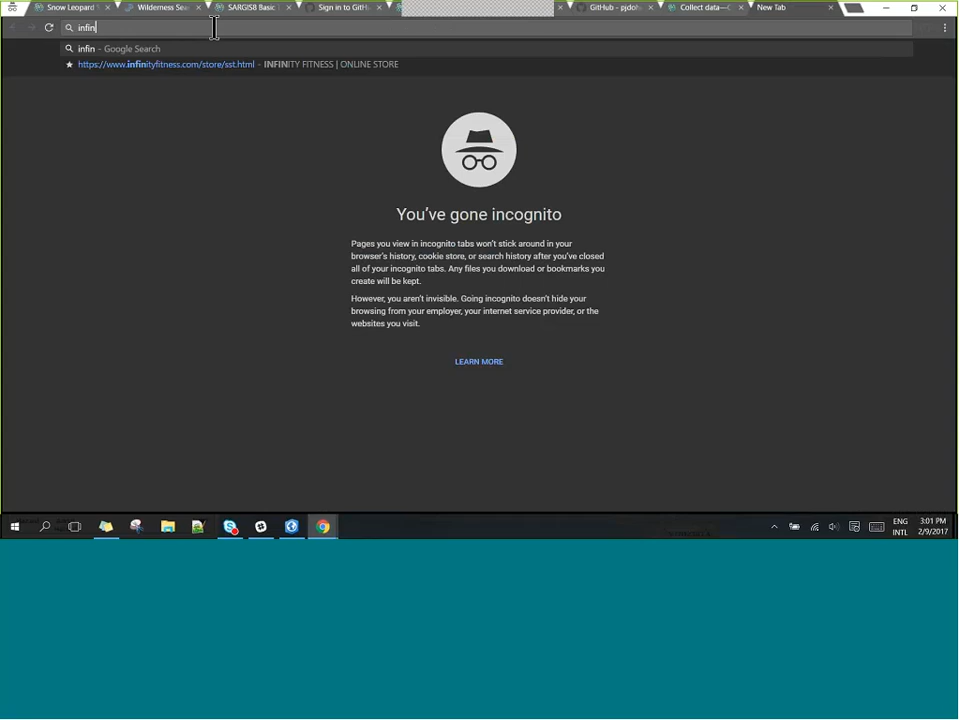 Snow Leopard
Wilderness Sea
SARGIS8 Basic
Sign in to GitH
GitHub - pjdoh
Collect data—C
New Tab
infin
infin - Google Search
https://www.infinityfitness.com/store/sst.html - INFINITY FITNESS | ONLINE STORE
You've gone incognito
Pages you view in incognito tabs won't stick around in your
browser's history, cookie store, or search history after you've closed
all of your incognito tabs. Any files you download or bookmarks you
create will be kept.
However, you aren't invisible. Going incognito doesn't hide your
browsing from your employer, your internet service provider, or the
websites you visit.
LEARN MORE
ENG
INTL
3:01 PM
2/9/2017